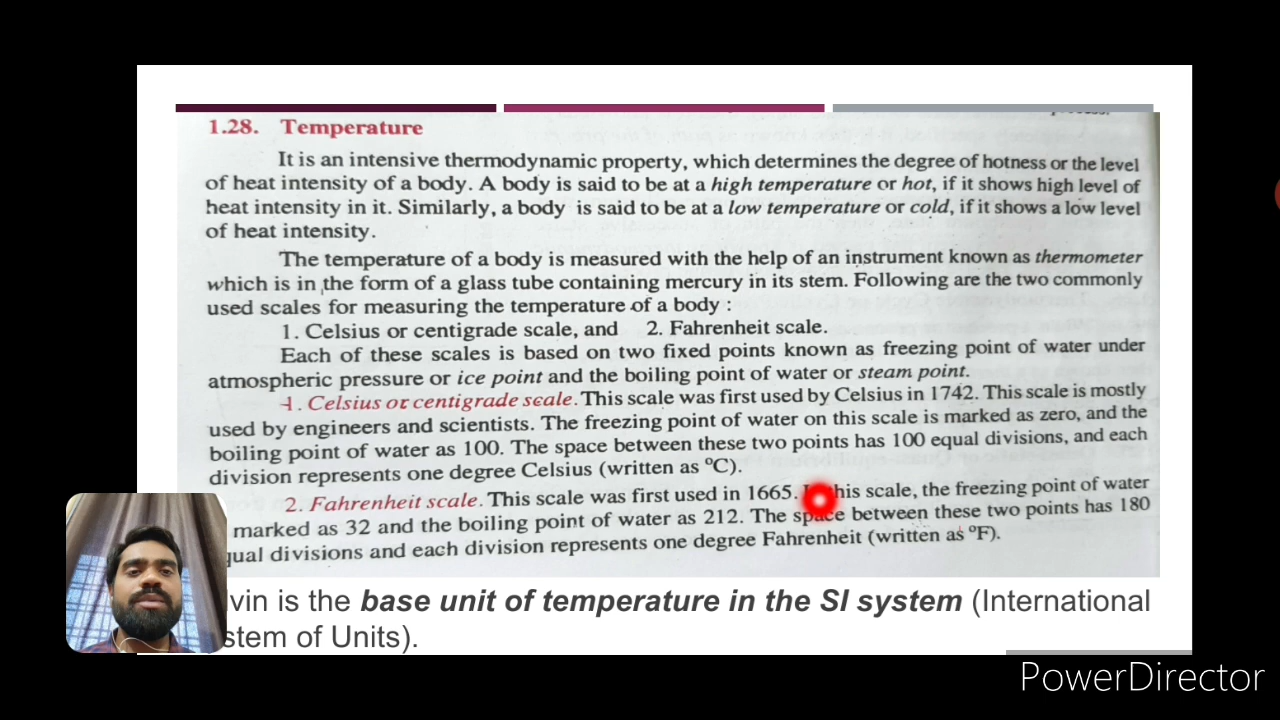 1.28. Temperature
It is an intensive thermodynamic property, which determines the degree of hotness or the level
of heat intensity of a body. A body is said to be at a high temperature or hot, if it shows high level of
heat intensity in it. Similarly, a body is said to be at a low temperature or cold, if it shows a low level
of heat intensity.
The temperature of a body is measured with the help of an instrument known as thermometer
which is in the form of a glass tube containing mercury in its stem. Following are the two commonly
used scales for measuring the temperature of a body :
1. Celsius or centigrade scale, and 2. Fahrenheit scale.
Each of these scales is based on two fixed points known as freezing point of water under
atmospheric pressure or ice point and the boiling point of water or steam point.
1. Celsius or centigrade scale. This scale was first used by Celsius in 1742. This scale is mostly
used by engineers and scientists. The freezing point of water on this scale is marked as zero, and the
boiling point of water as 100. The space between these two points has 100 equal divisions, and each
division represents one degree Celsius (written as °C).
2. Fahrenheit scale. This scale was first used in 1665. scale, the freezing point of water
marked as 32 and the boiling point of water as 212. The space between these two points has 180
qual divisions and each division represents one degree Fahrenheit (written as °F).
vin is the base unit of temperature in the SI system (International
stem of Units).
PowerDirector